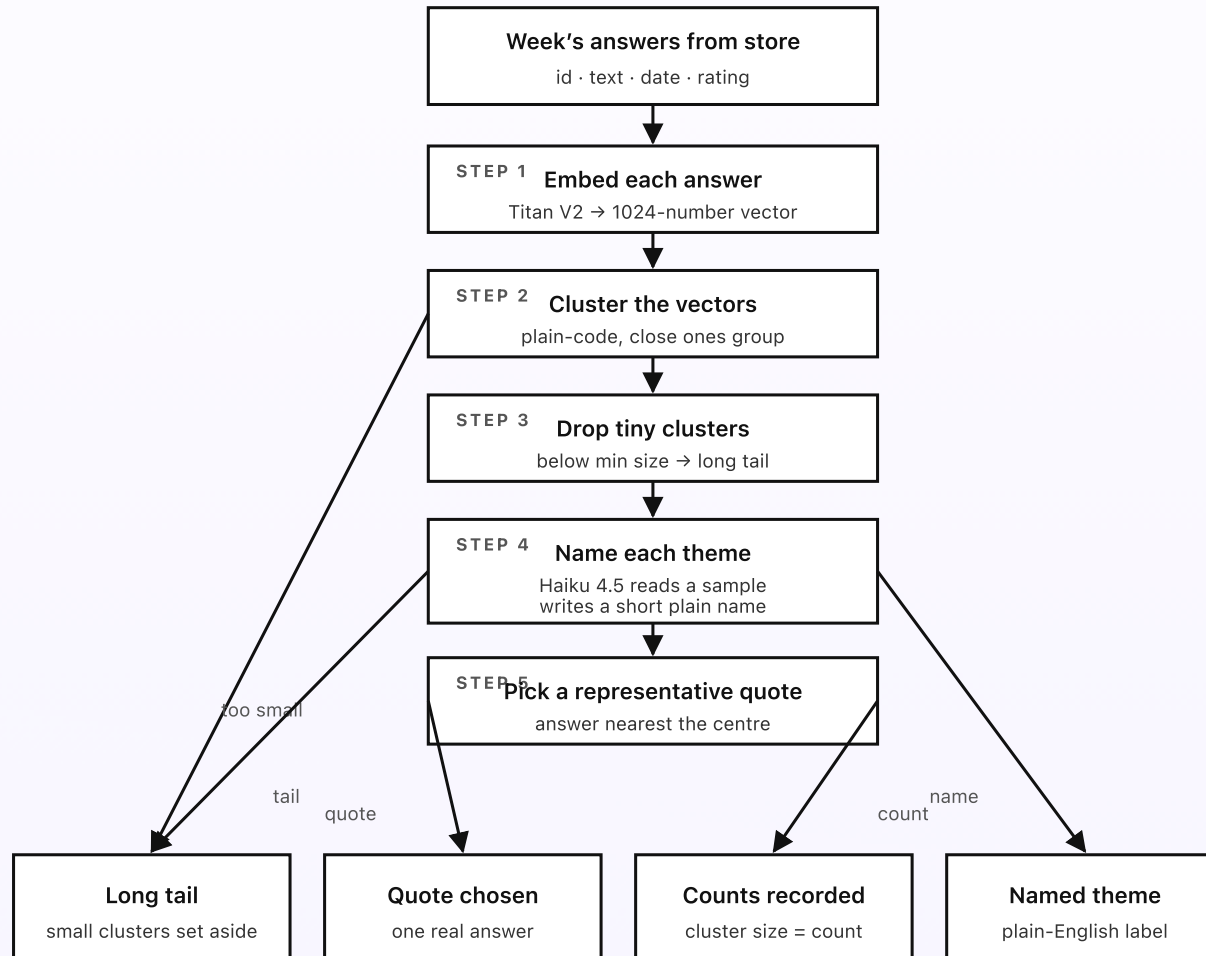 Week’s answers from store
id · text · date · rating
STEP 1
Embed each answer
Titan V2 → 1024-number vector
STEP 2
Cluster the vectors
plain-code, close ones group
STEP 3
Drop tiny clusters
below min size → long tail
STEP 4
Name each theme
Haiku 4.5 reads a sample
writes a short plain name
STEP 5
Pick a representative quote
answer nearest the centre
too small
tail
quote
name
count
Long tail
small clusters set aside
Quote chosen
one real answer
Counts recorded
cluster size = count
Named theme
plain-English label